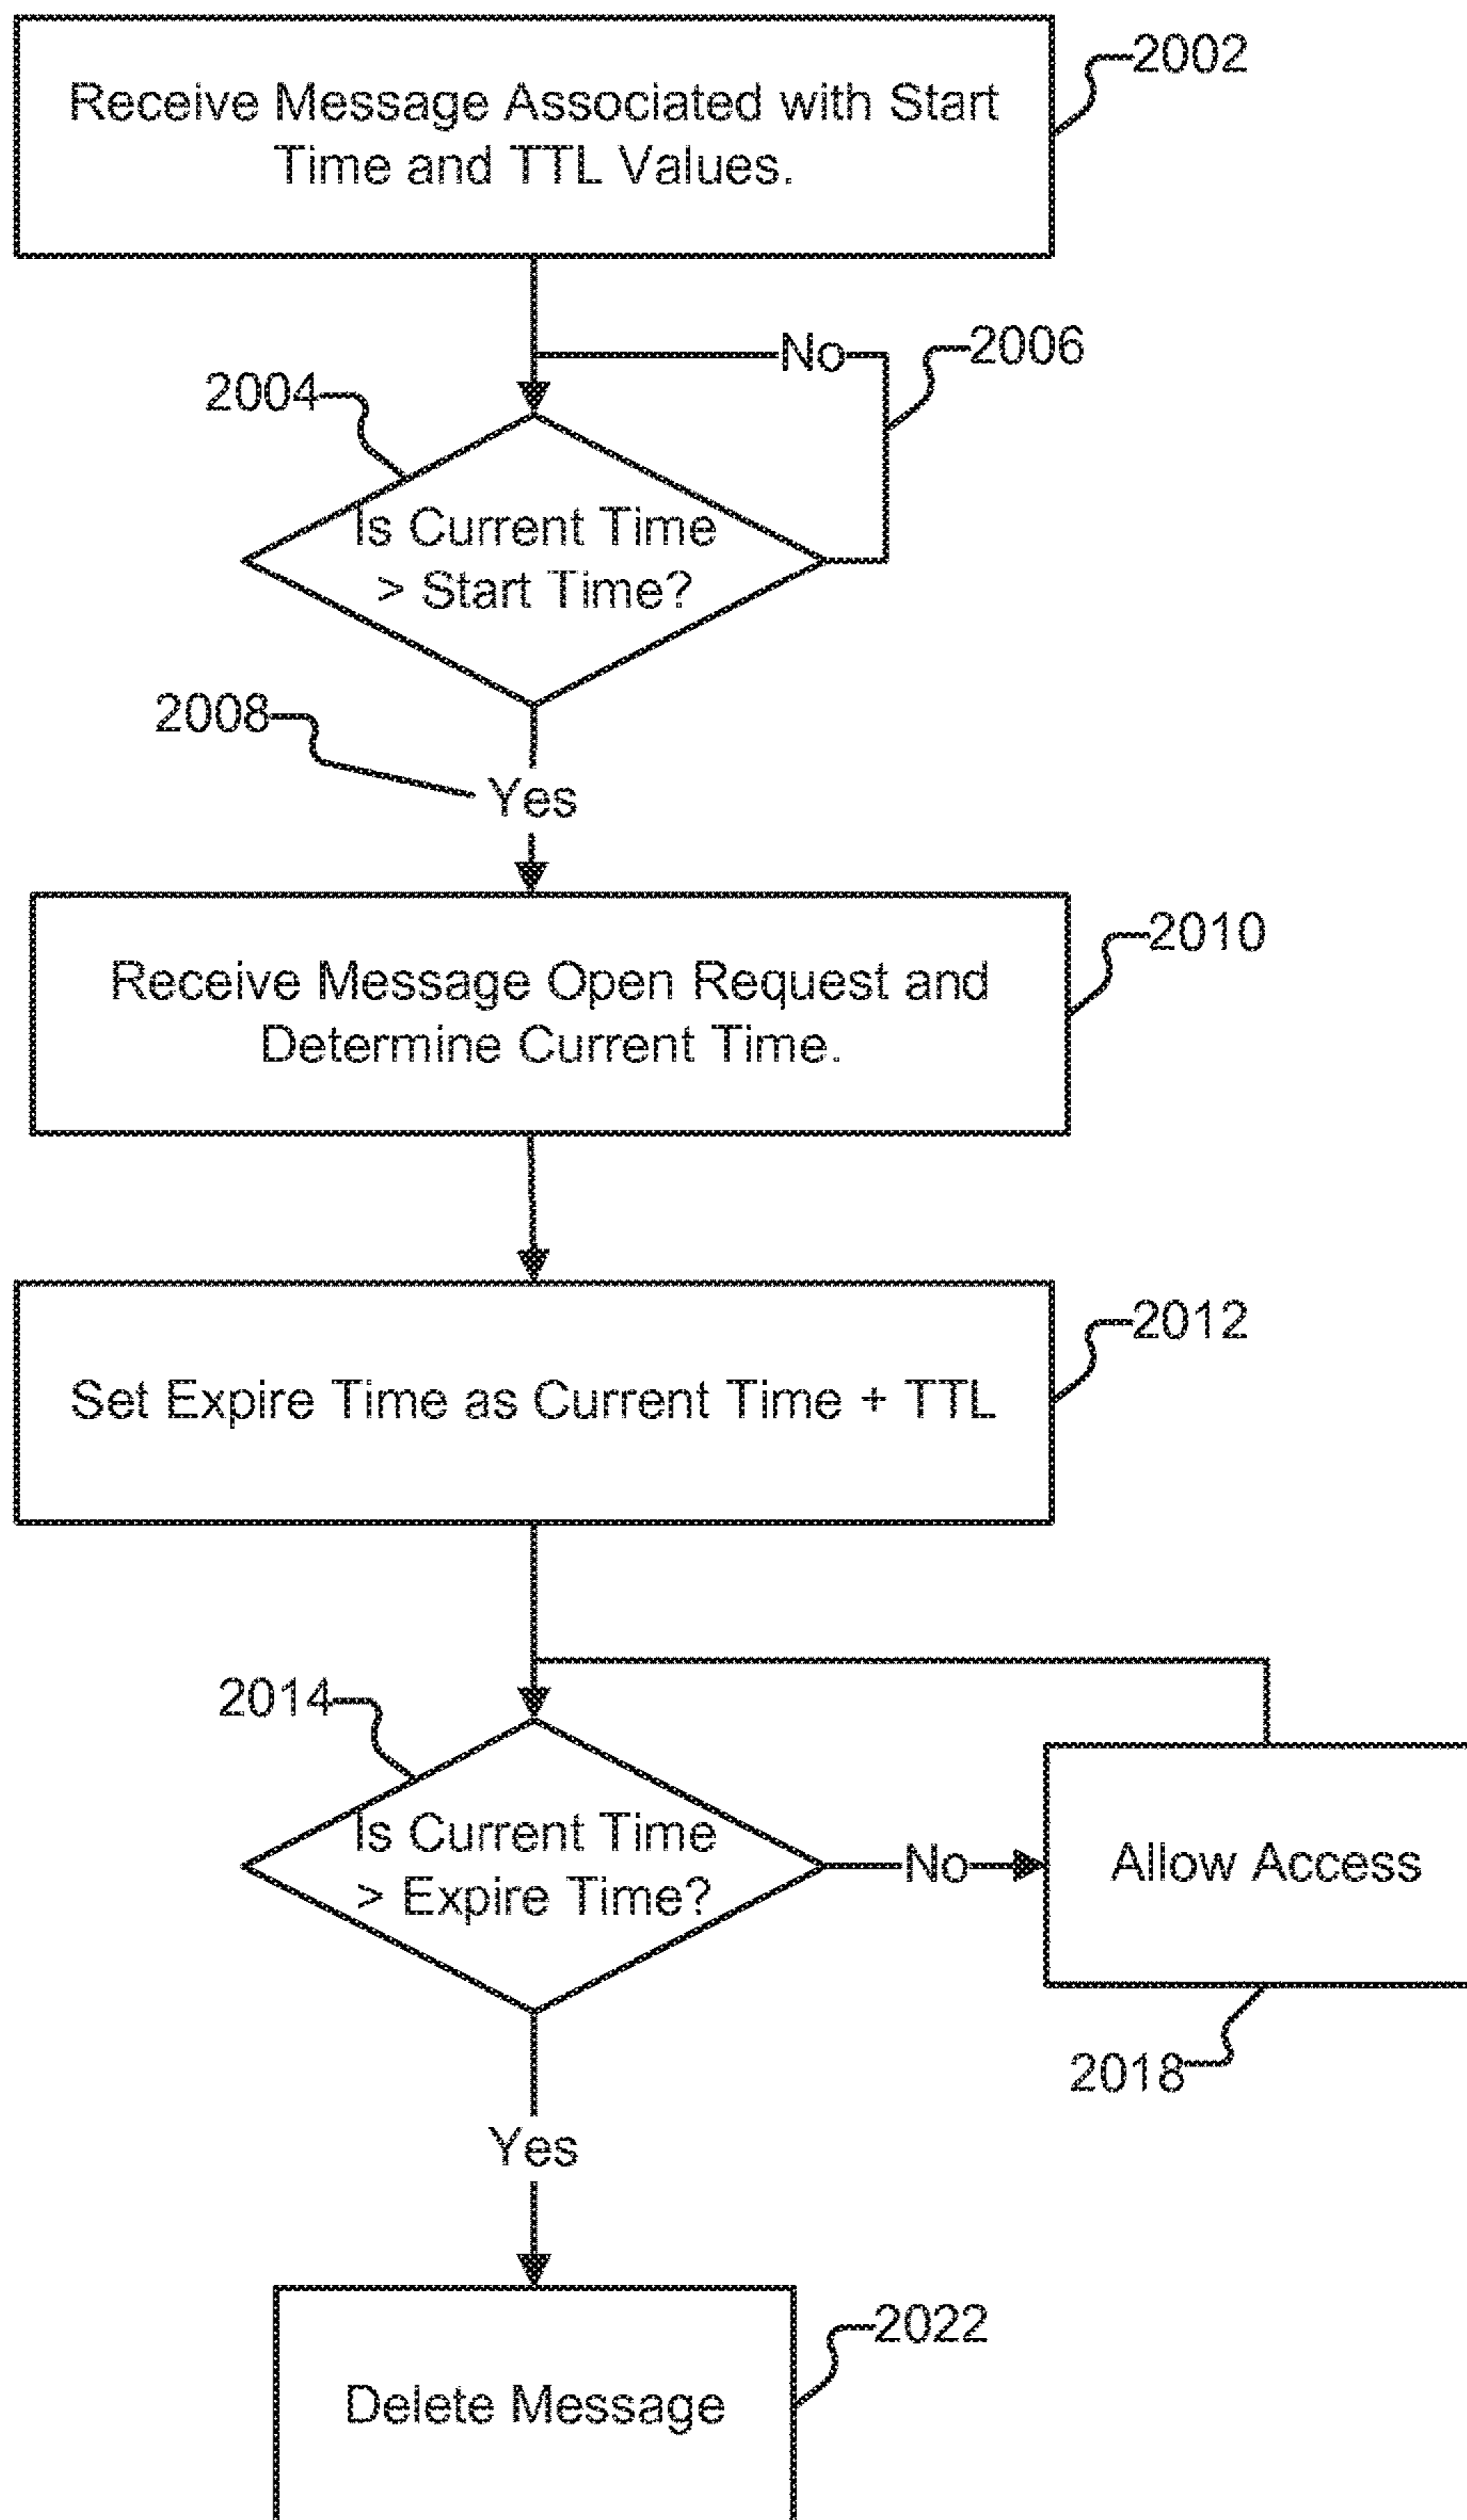 2002
Receive Message Associated with Start
Time and TTL Values.
No
2006
2004
Is Current Time
> Start Time?
2008
Yes
2010
Receive Message Open Request and
Determine Current Time.
2012
Set Expire Time as Current Time + TTL
2014
Is Current Time
> Expire Time?
No
Allow Access
2018
Yes
2022
Delete Message